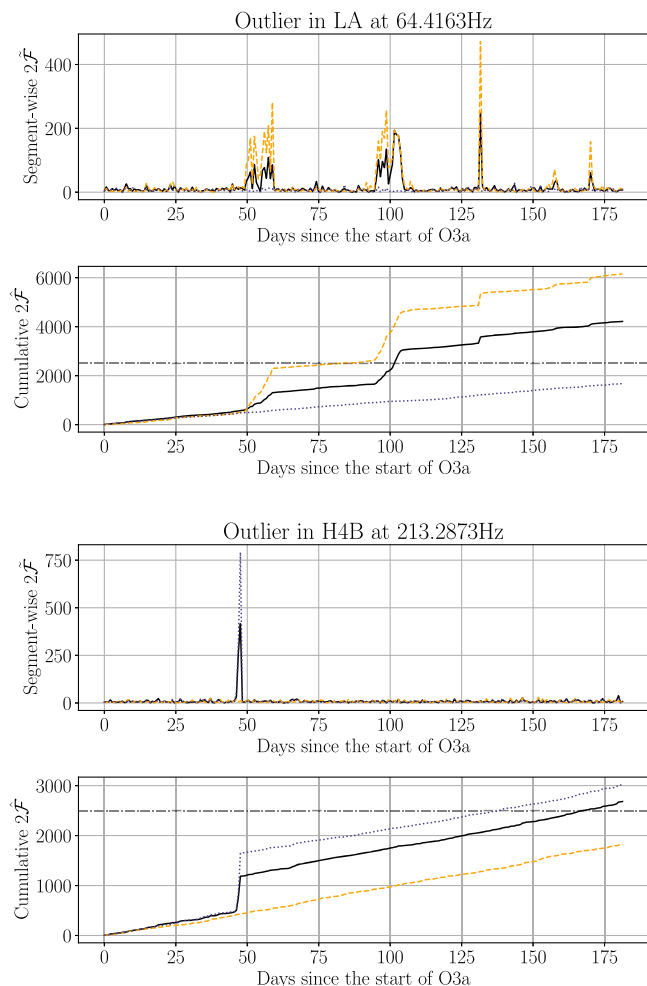 Outlier in LA at 64.4163Hz
Segment-wise 2ℱ̃
400
200
0
0 25 50 75 100 125 150 175
Days since the start of O3a
Cumulative 2ℱ̂
6000
4000
2000
0
0 25 50 75 100 125 150 175
Days since the start of O3a
Outlier in H4B at 213.2873Hz
Segment-wise 2ℱ̃
750
500
250
0
0 25 50 75 100 125 150 175
Days since the start of O3a
Cumulative 2ℱ̂
3000
2000
1000
0
0 25 50 75 100 125 150 175
Days since the start of O3a